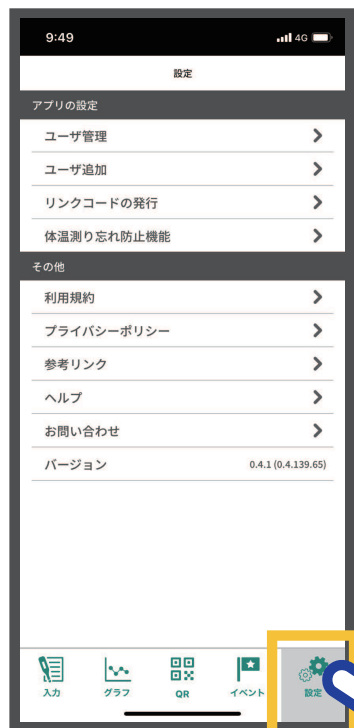 9:49 4G
設定
アプリの設定
ユーザ管理
ユーザ追加
リンクコードの発行
体温測り忘れ防止機能
その他
利用規約
プライバシーポリシー
参考リンク
ヘルプ
お問い合わせ
バージョン 0.4.1 (0.4.139.65)
入力 グラフ QR イベント 設定